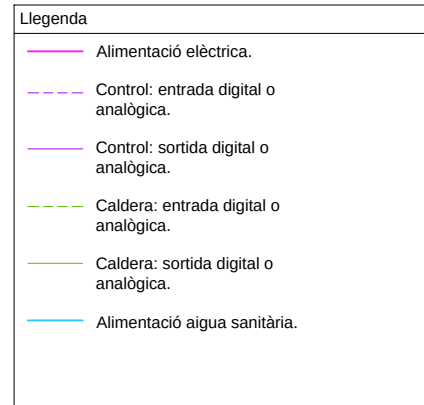 Llegenda
Alimentació elèctrica.
Control: entrada digital o
analògica.
Control: sortida digital o
analògica.
Caldera: entrada digital o
analògica.
Caldera: sortida digital o
analògica.
Alimentació aigua sanitària.